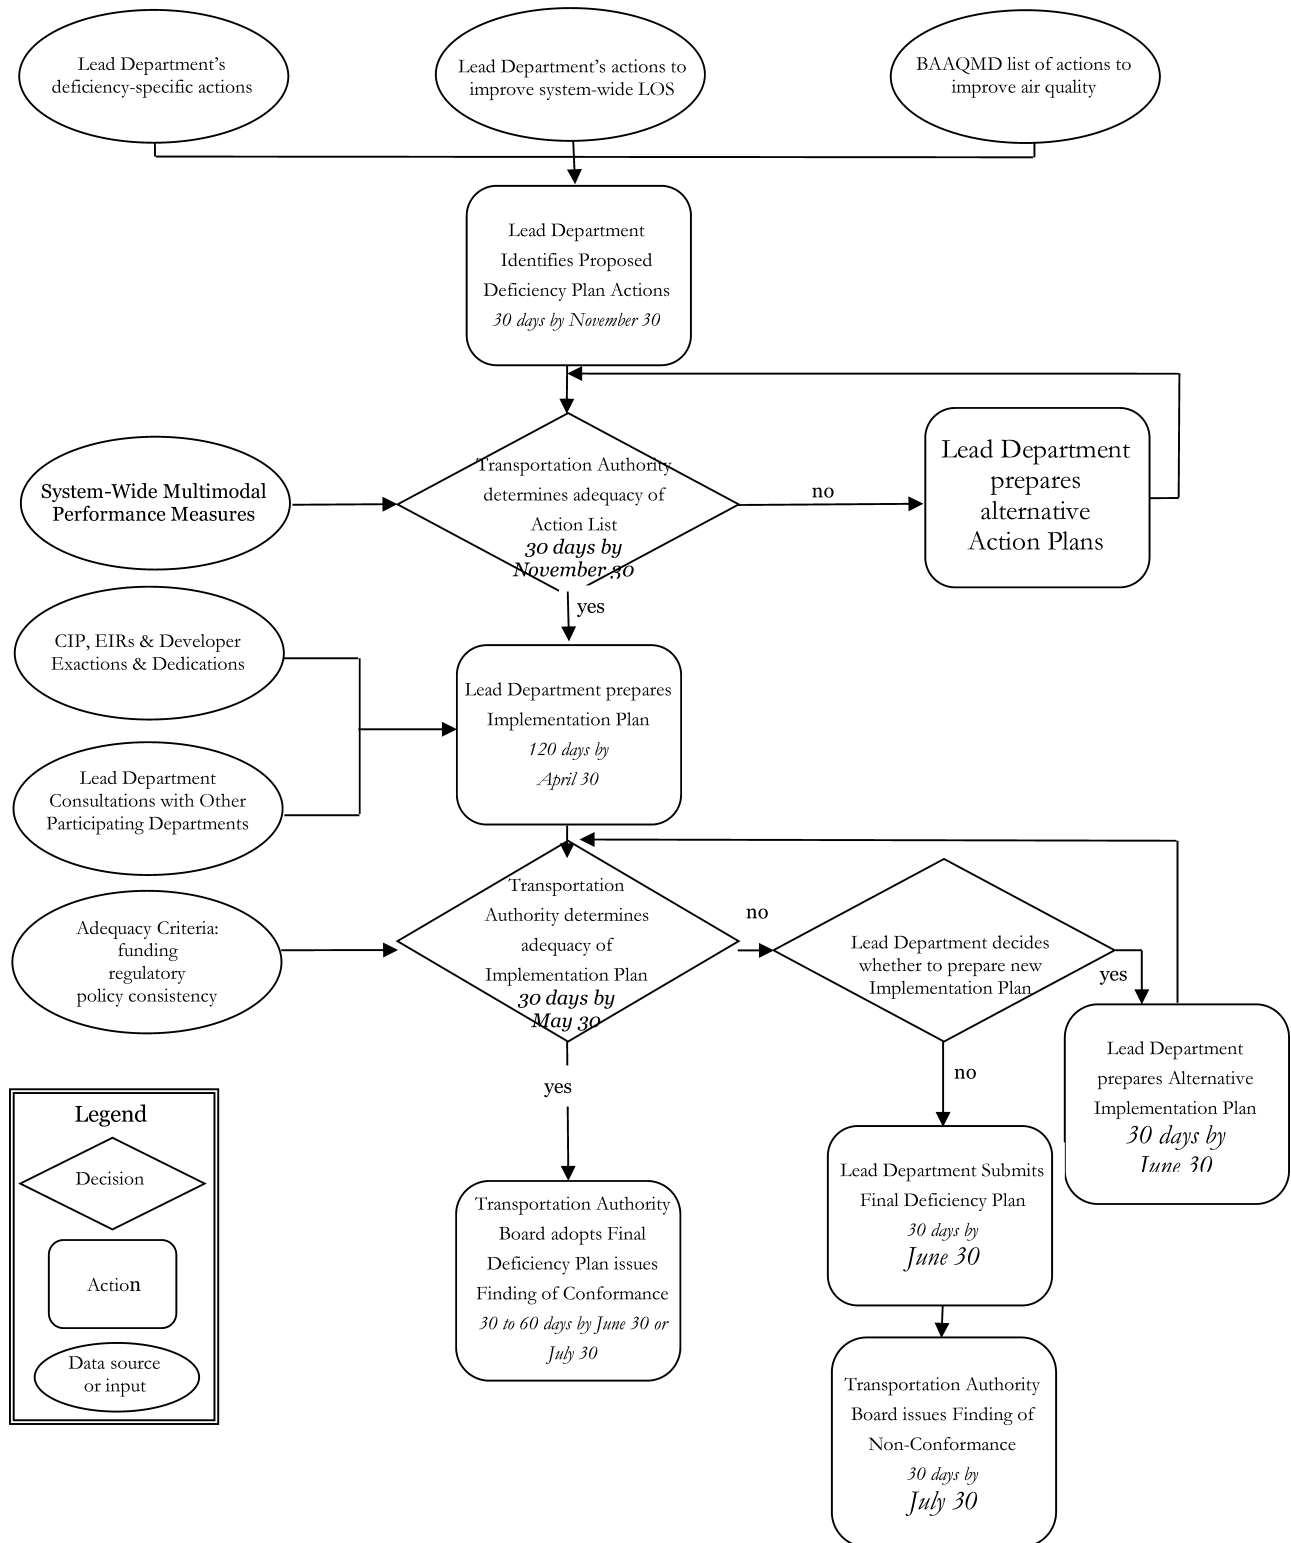 Lead Department’s
deficiency-specific actions
Lead Department’s actions to
improve system-wide LOS
BAAQMD list of actions to
improve air quality
Lead Department
Identifies Proposed
Deficiency Plan Actions
30 days by November 30
System-Wide Multimodal
Performance Measures
Transportation Authority
determines adequacy of
Action List
30 days by
November 30
no
Lead Department
prepares
alternative
Action Plans
yes
CIP, EIRs & Developer
Exactions & Dedications
Lead Department prepares
Implementation Plan
120 days by
April 30
Lead Department
Consultations with Other
Participating Departments
Adequacy Criteria:
funding
regulatory
policy consistency
Transportation
Authority determines
adequacy of
Implementation Plan
30 days by
May 30
no
Lead Department decides
whether to prepare new
Implementation Plan
yes
Lead Department
prepares Alternative
Implementation Plan
30 days by
June 30
yes
no
Lead Department Submits
Final Deficiency Plan
30 days by
June 30
Transportation Authority
Board adopts Final
Deficiency Plan issues
Finding of Conformance
30 to 60 days by June 30 or
July 30
Transportation Authority
Board issues Finding of
Non-Conformance
30 days by
July 30
Legend
Decision
Action
Data source
or input